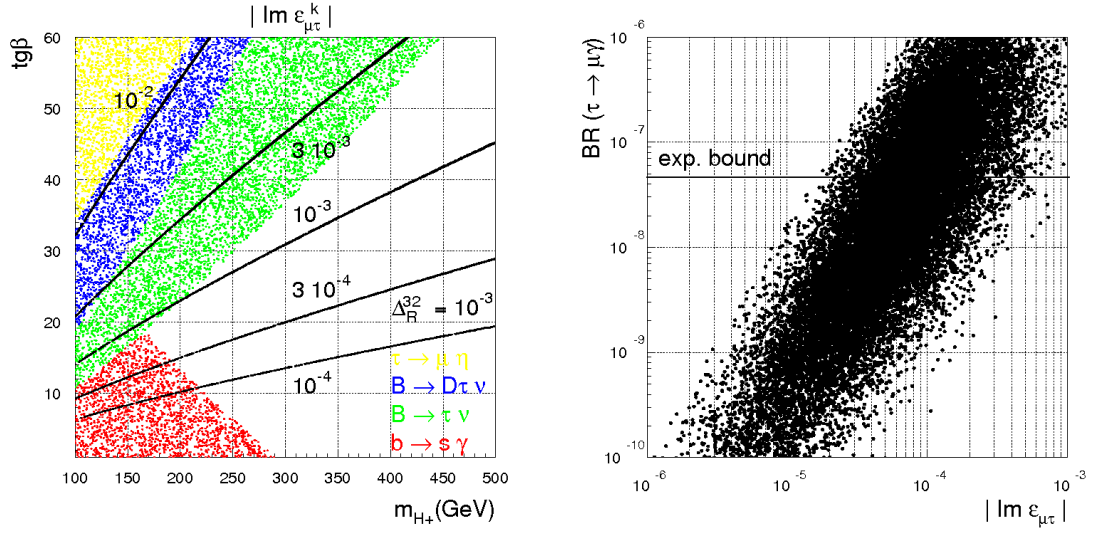 | Im ε^k_μτ |
tgβ
60
50
40
30
20
10
10^-2
3 10^-3
10^-3
3 10^-4
Δ^32_R = 10^-3
10^-4
τ → μ η
B → Dτ ν
B → τ ν
b → s γ
100 150 200 250 300 350 400 450 500
m_H+ (GeV)
BR (τ → μγ)
10^-6
10^-7
exp. bound
10^-8
10^-9
10^-10
10^-6 10^-5 10^-4 10^-3
| Im ε_μτ |